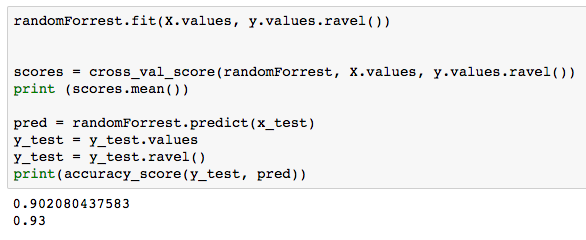 randomForrest.fit(X.values, y.values.ravel())
scores = cross_val_score(randomForrest, X.values, y.values.ravel())
print (scores.mean())
pred = randomForrest.predict(x_test)
y_test = y_test.values
y_test = y_test.ravel()
print(accuracy_score(y_test, pred))
0.902080437583
0.93